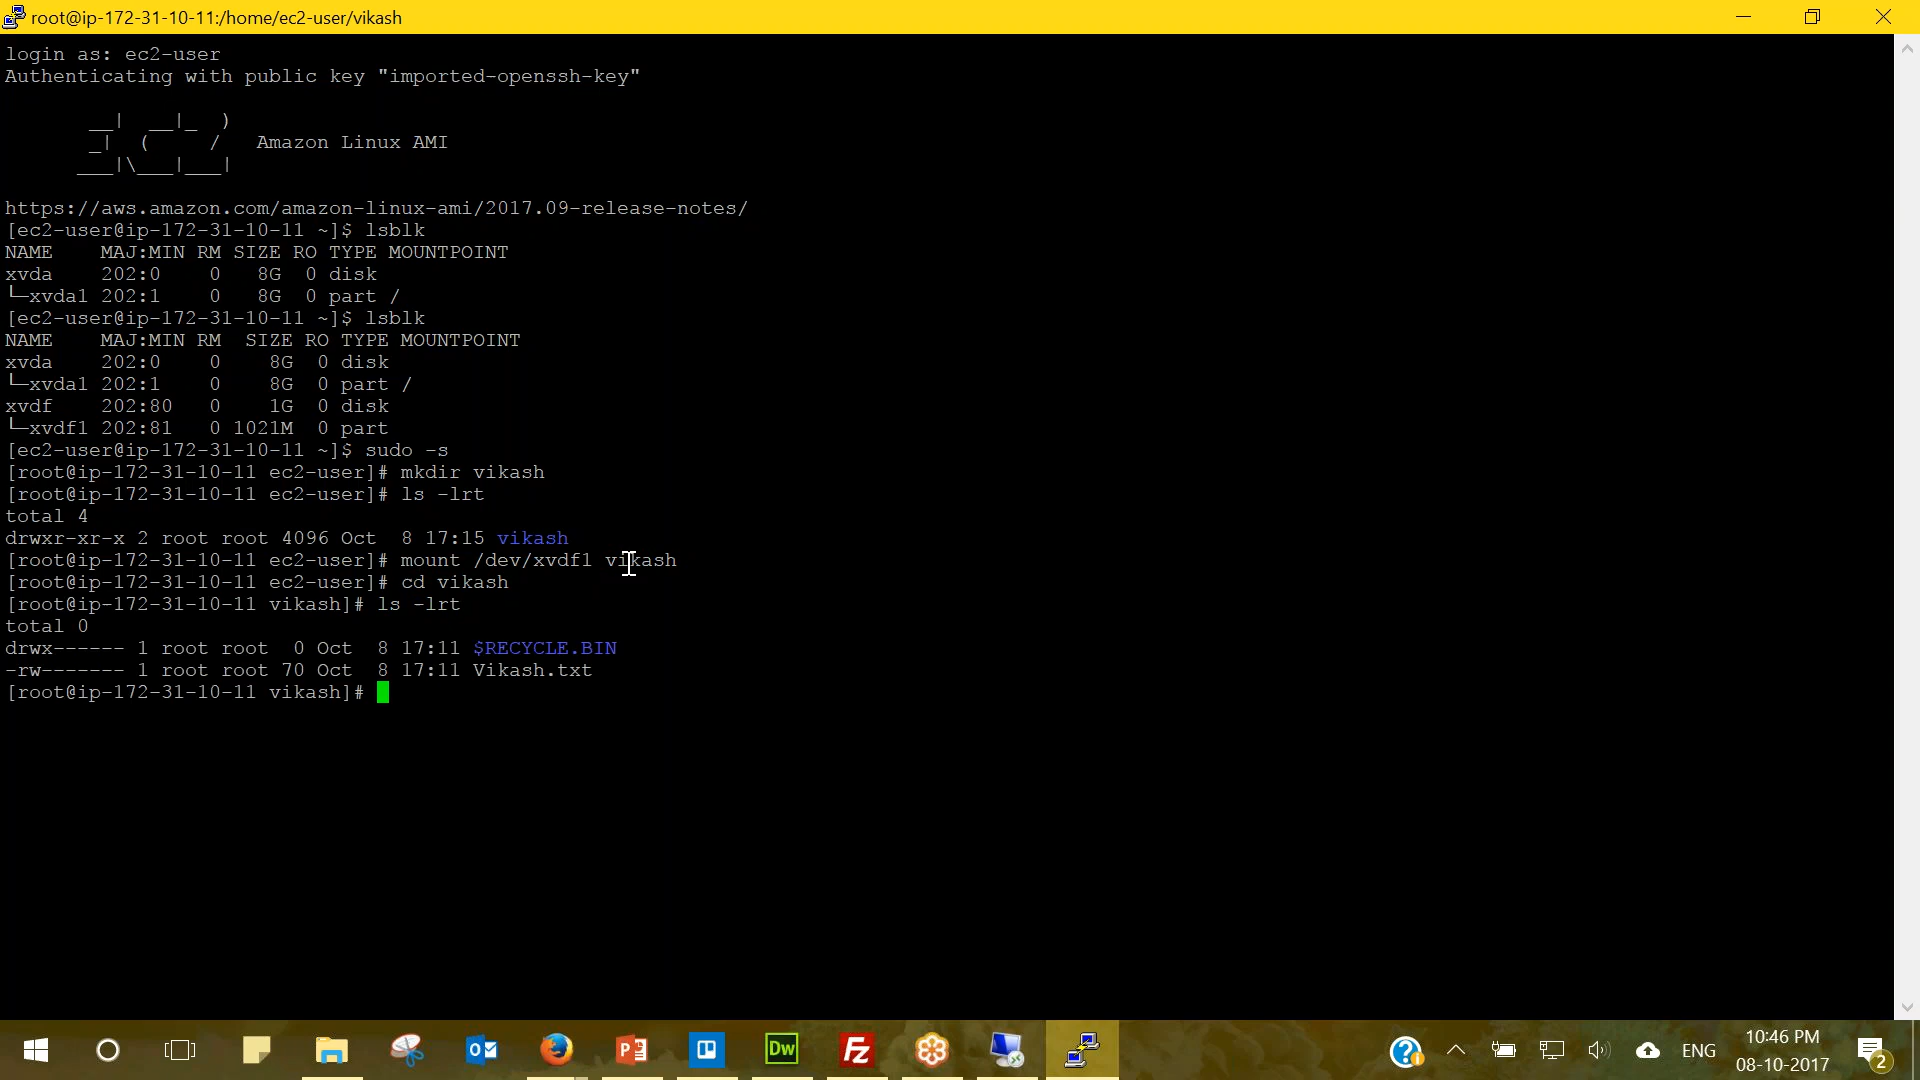 root@ip-172-31-10-11:/home/ec2-user/vikash
login as: ec2-user
Authenticating with public key "imported-openssh-key"
       __|  __|_  )
       _|  (     /   Amazon Linux AMI
      ___|\___|___|
https://aws.amazon.com/amazon-linux-ami/2017.09-release-notes/
[ec2-user@ip-172-31-10-11 ~]$ lsblk
NAME    MAJ:MIN RM SIZE RO TYPE MOUNTPOINT
xvda    202:0    0   8G  0 disk
└─xvda1 202:1    0   8G  0 part /
[ec2-user@ip-172-31-10-11 ~]$ lsblk
NAME    MAJ:MIN RM  SIZE RO TYPE MOUNTPOINT
xvda    202:0    0    8G  0 disk
└─xvda1 202:1    0    8G  0 part /
xvdf    202:80   0    1G  0 disk
└─xvdf1 202:81   0 1021M  0 part
[ec2-user@ip-172-31-10-11 ~]$ sudo -s
[root@ip-172-31-10-11 ec2-user]# mkdir vikash
[root@ip-172-31-10-11 ec2-user]# ls -lrt
total 4
drwxr-xr-x 2 root root 4096 Oct  8 17:15 vikash
[root@ip-172-31-10-11 ec2-user]# mount /dev/xvdf1 vikash
[root@ip-172-31-10-11 ec2-user]# cd vikash
[root@ip-172-31-10-11 vikash]# ls -lrt
total 0
drwx------ 1 root root  0 Oct  8 17:11 $RECYCLE.BIN
-rw------- 1 root root 70 Oct  8 17:11 Vikash.txt
[root@ip-172-31-10-11 vikash]#
Dw
Fz
ENG
10:46 PM
08-10-2017
2